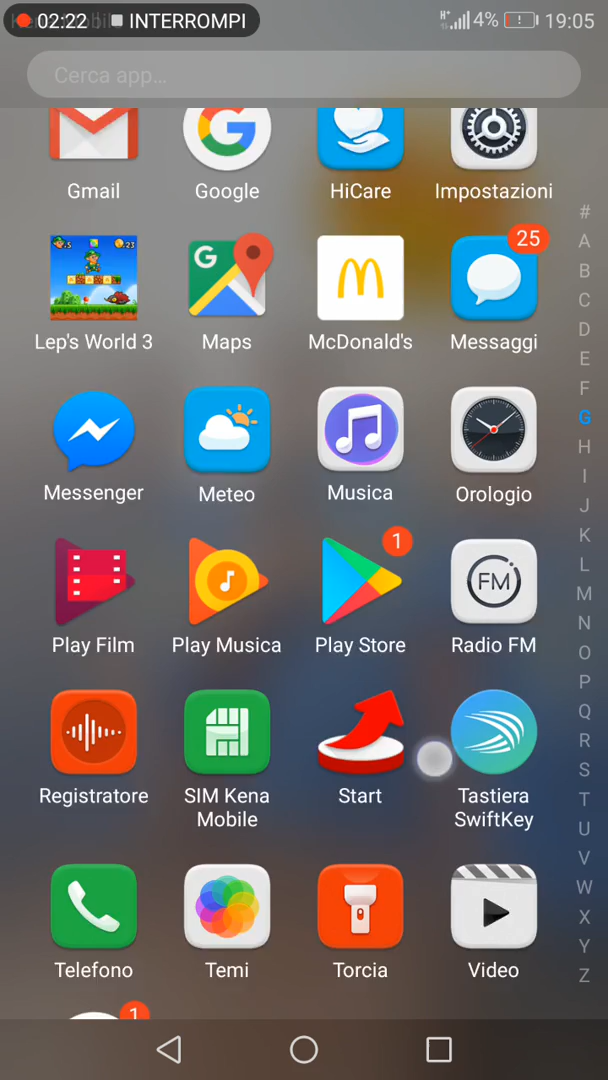 02:22 INTERROMPI
H+ 4% 19:05
Cerca app...
Gmail Google HiCare Impostazioni
25
Lep's World 3 Maps McDonald's Messaggi
Messenger Meteo Musica Orologio
1
FM
Play Film Play Musica Play Store Radio FM
Registratore SIM Kena Mobile Start Tastiera SwiftKey
Telefono Temi Torcia Video
1
#
A
B
C
D
E
F
G
H
I
J
K
L
M
N
O
P
Q
R
S
T
U
V
W
X
Y
Z